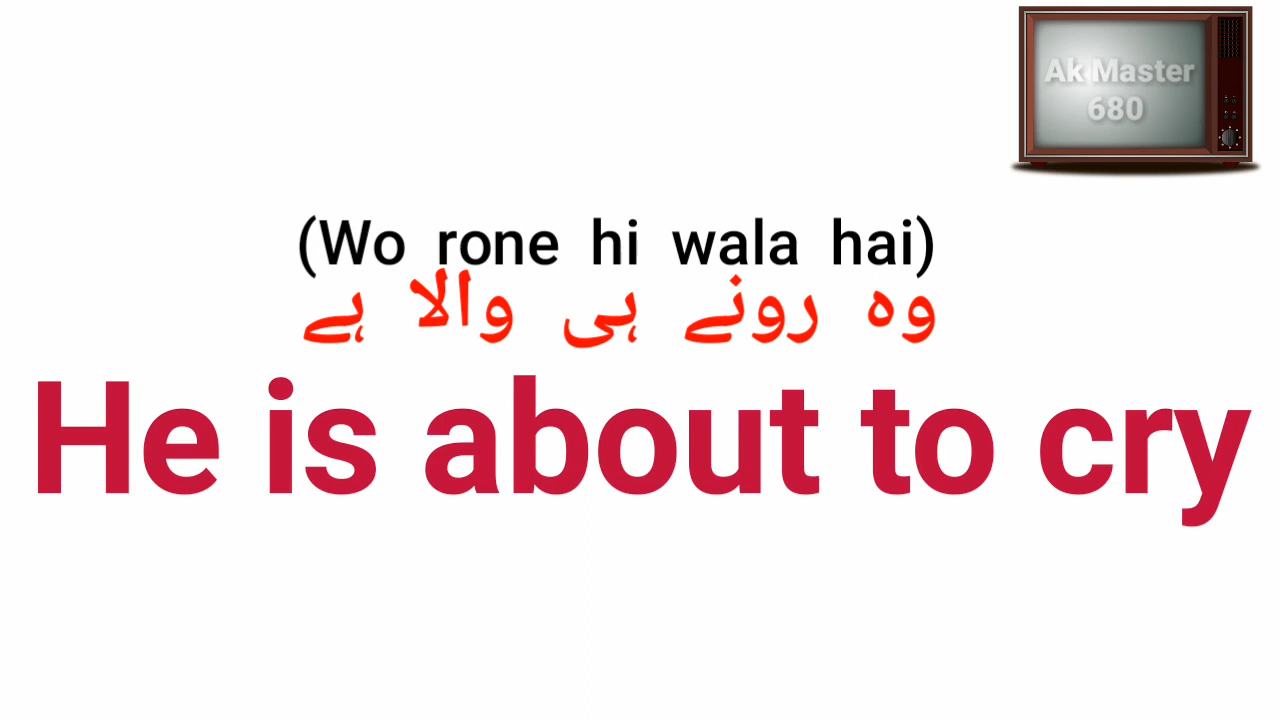 Ak Master
680
(Wo rone hi wala hai)
وہ رونے ہی والا ہے
He is about to cry